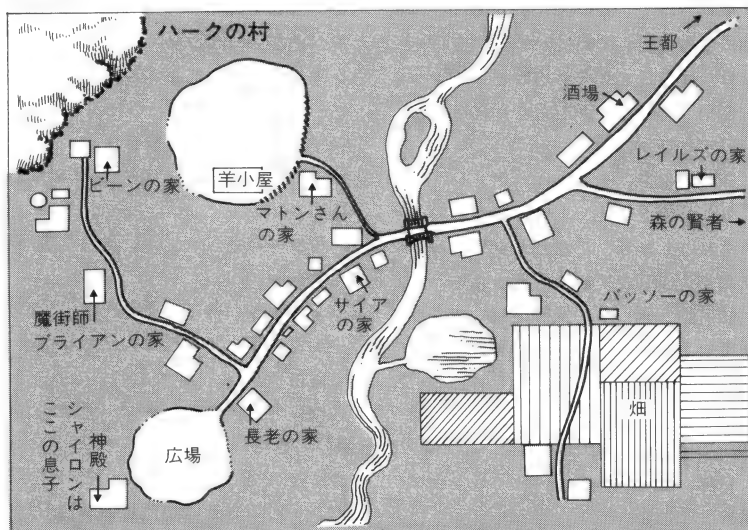 ハークの村
王都
酒場
レイルズの家
森の賢者
ビーンの家
羊小屋
マトンさん
の家
サイア
の家
バッソーの家
魔街師
ブライアンの家
畑
長老の家
広場
神殿
シャイロンは
ここの息子